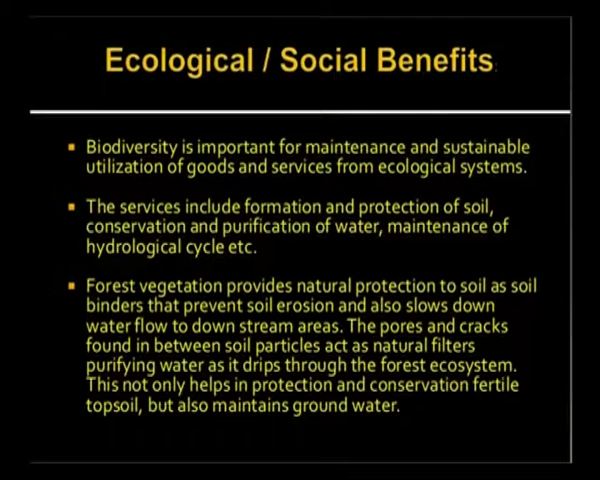 Ecological / Social Benefits
Biodiversity is important for maintenance and sustainable
utilization of goods and services from ecological systems.
The services include formation and protection of soil,
conservation and purification of water, maintenance of
hydrological cycle etc.
Forest vegetation provides natural protection to soil as soil
binders that prevent soil erosion and also slows down
water flow to down stream areas. The pores and cracks
found in between soil particles act as natural filters
purifying water as it drips through the forest ecosystem.
This not only helps in protection and conservation fertile
topsoil, but also maintains ground water.